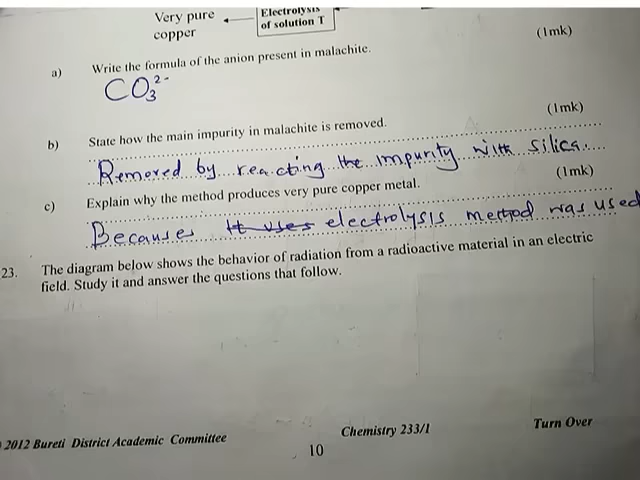 Very pure
copper
Electrolysis
of solution T
(1mk)
a) Write the formula of the anion present in malachite.
CO₃²⁻
(1mk)
b) State how the main impurity in malachite is removed.
Removed by reacting the impurity with silica.
(1mk)
c) Explain why the method produces very pure copper metal.
Because It uses electrolysis method was used
23. The diagram below shows the behavior of radiation from a radioactive material in an electric
field. Study it and answer the questions that follow.
2012 Bureti District Academic Committee
Chemistry 233/1
Turn Over
10